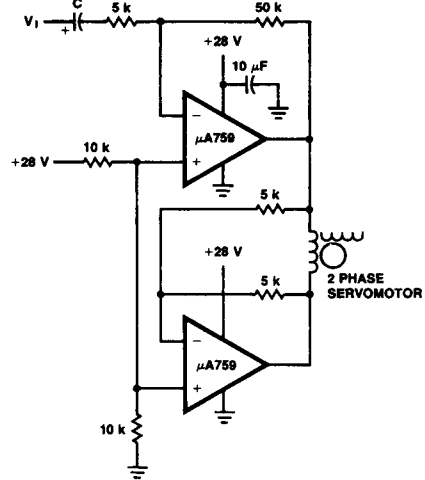 C
V₁
+
5 k
50 k
+28 V
10 µF
−
µA759
+
+28 V
10 k
5 k
+28 V
5 k
2 PHASE
SERVOMOTOR
−
µA759
+
10 k